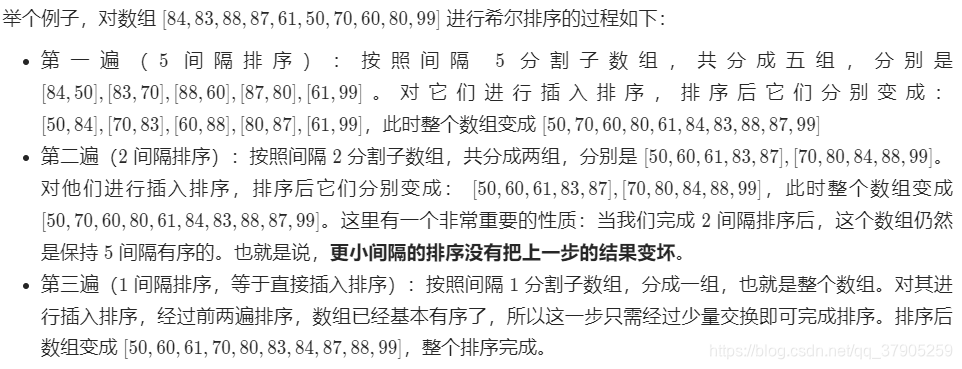 举个例子，对数组 [84, 83, 88, 87, 61, 50, 70, 60, 80, 99] 进行希尔排序的过程如下：
• 第一遍（5 间隔排序）：按照间隔 5 分割子数组，共分成五组，分别是
[84, 50], [83, 70], [88, 60], [87, 80], [61, 99] 。对它们进行插入排序，排序后它们分别变成：
[50, 84], [70, 83], [60, 88], [80, 87], [61, 99]，此时整个数组变成 [50, 70, 60, 80, 61, 84, 83, 88, 87, 99]
• 第二遍（2 间隔排序）：按照间隔 2 分割子数组，共分成两组，分别是 [50, 60, 61, 83, 87], [70, 80, 84, 88, 99]。
对他们进行插入排序，排序后它们分别变成： [50, 60, 61, 83, 87], [70, 80, 84, 88, 99]，此时整个数组变成
[50, 70, 60, 80, 61, 84, 83, 88, 87, 99]。这里有一个非常重要的性质：当我们完成 2 间隔排序后，这个数组仍然
是保持 5 间隔有序的。也就是说，更小间隔的排序没有把上一步的结果变坏。
• 第三遍（1 间隔排序，等于直接插入排序）：按照间隔 1 分割子数组，分成一组，也就是整个数组。对其进
行插入排序，经过前两遍排序，数组已经基本有序了，所以这一步只需经过少量交换即可完成排序。排序后
数组变成 [50, 60, 61, 70, 80, 83, 84, 87, 88, 99]，整个排序完成。
https://blog.csdn.net/qq_37905259